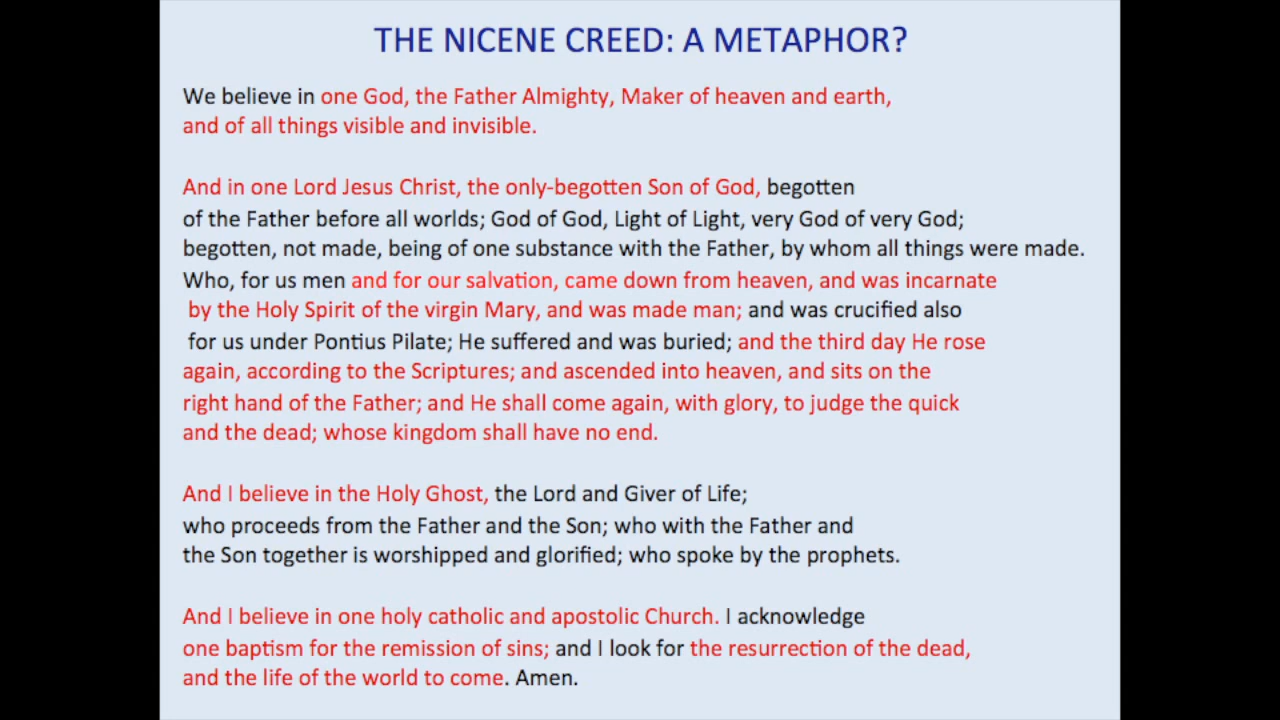 THE NICENE CREED: A METAPHOR?
We believe in one God, the Father Almighty, Maker of heaven and earth,
and of all things visible and invisible.
And in one Lord Jesus Christ, the only-begotten Son of God, begotten
of the Father before all worlds; God of God, Light of Light, very God of very God;
begotten, not made, being of one substance with the Father, by whom all things were made.
Who, for us men and for our salvation, came down from heaven, and was incarnate
by the Holy Spirit of the virgin Mary, and was made man; and was crucified also
for us under Pontius Pilate; He suffered and was buried; and the third day He rose
again, according to the Scriptures; and ascended into heaven, and sits on the
right hand of the Father; and He shall come again, with glory, to judge the quick
and the dead; whose kingdom shall have no end.
And I believe in the Holy Ghost, the Lord and Giver of Life;
who proceeds from the Father and the Son; who with the Father and
the Son together is worshipped and glorified; who spoke by the prophets.
And I believe in one holy catholic and apostolic Church. I acknowledge
one baptism for the remission of sins; and I look for the resurrection of the dead,
and the life of the world to come. Amen.